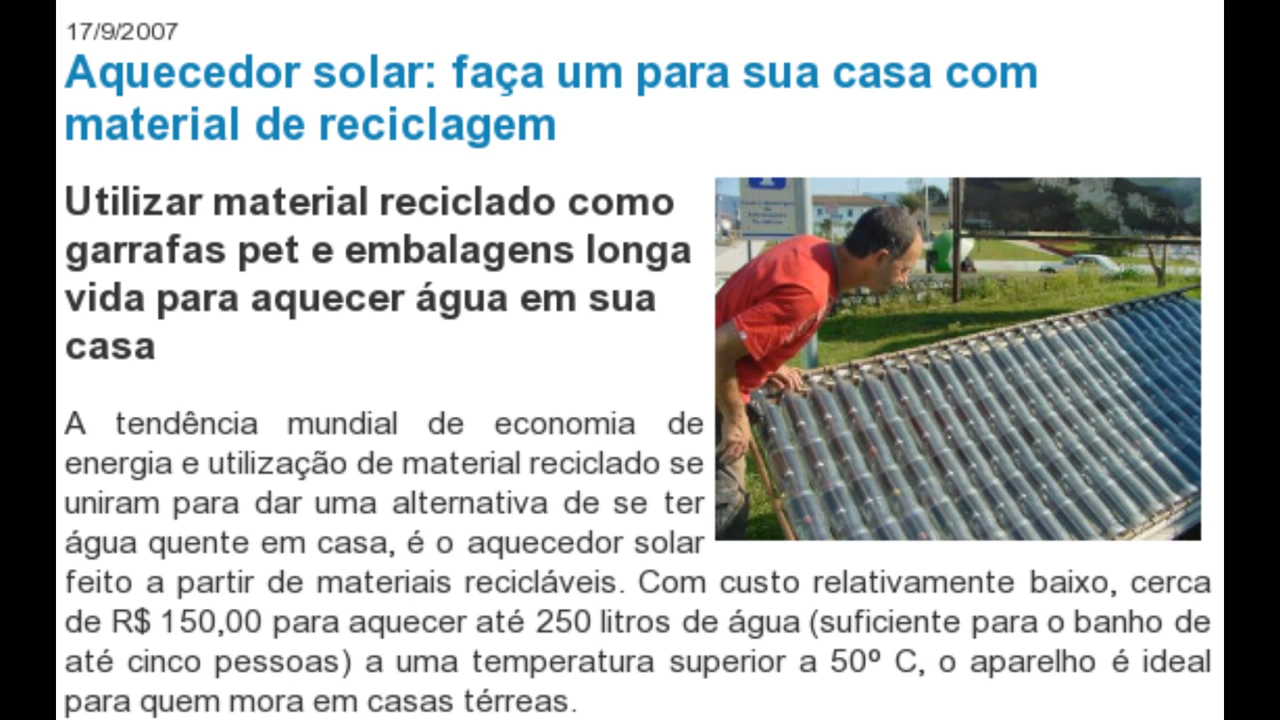 17/9/2007
Aquecedor solar: faça um para sua casa com
material de reciclagem
Utilizar material reciclado como
garrafas pet e embalagens longa
vida para aquecer água em sua
casa
A tendência mundial de economia de
energia e utilização de material reciclado se
uniram para dar uma alternativa de se ter
água quente em casa, é o aquecedor solar
feito a partir de materiais recicláveis. Com custo relativamente baixo, cerca
de R$ 150,00 para aquecer até 250 litros de água (suficiente para o banho de
até cinco pessoas) a uma temperatura superior a 50º C, o aparelho é ideal
para quem mora em casas térreas.